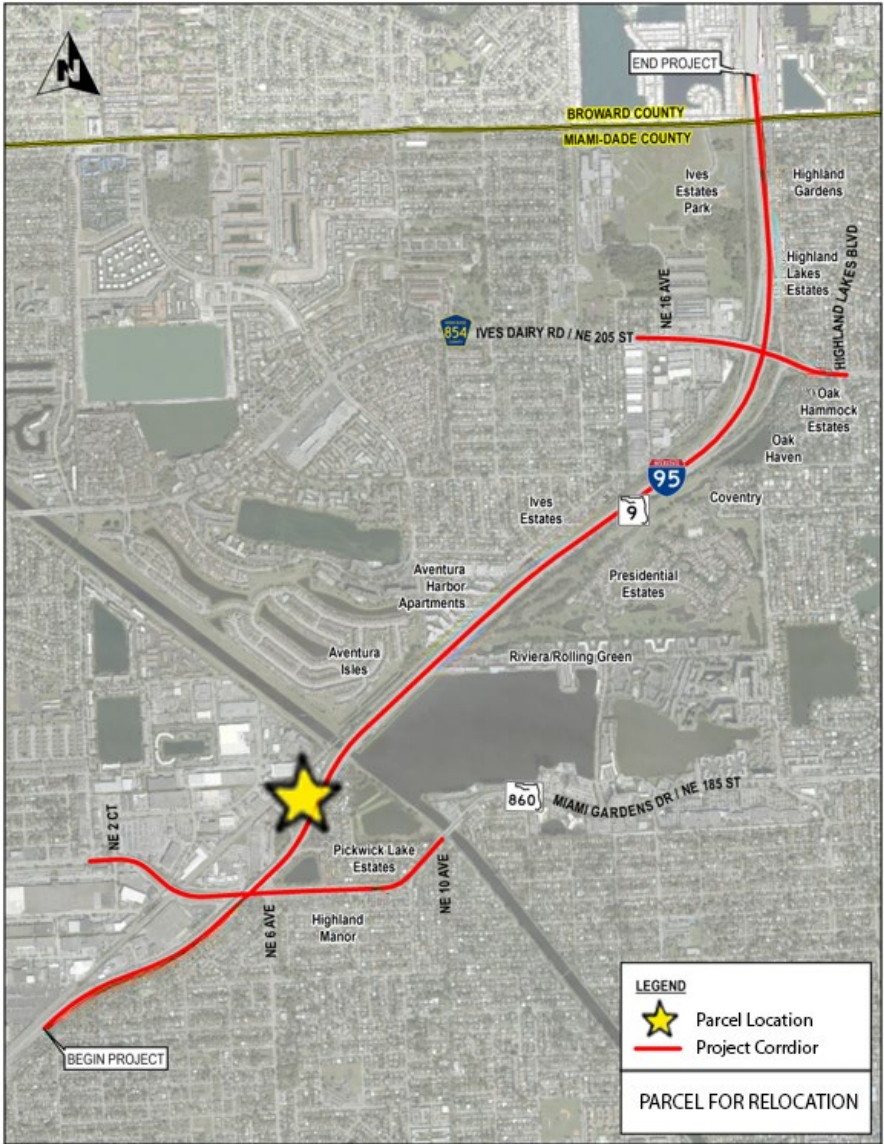 N
END PROJECT
BROWARD COUNTY
MIAMI-DADE COUNTY
Ives
Estates
Park
Highland
Gardens
Highland
Lakes
Estates
HIGHLAND LAKES BLVD
NE 16 AVE
854
IVES DAIRY RD / NE 205 ST
Oak
Hammock
Estates
Oak
Haven
95
9
Coventry
Ives
Estates
Aventura
Harbor
Apartments
Presidential
Estates
Aventura
Isles
Riviera/Rolling Green
860
MIAMI GARDENS DR / NE 185 ST
NE 2 CT
Pickwick Lake
Estates
NE 10 AVE
NE 6 AVE
Highland
Manor
BEGIN PROJECT
LEGEND
Parcel Location
Project Corrdior
PARCEL FOR RELOCATION